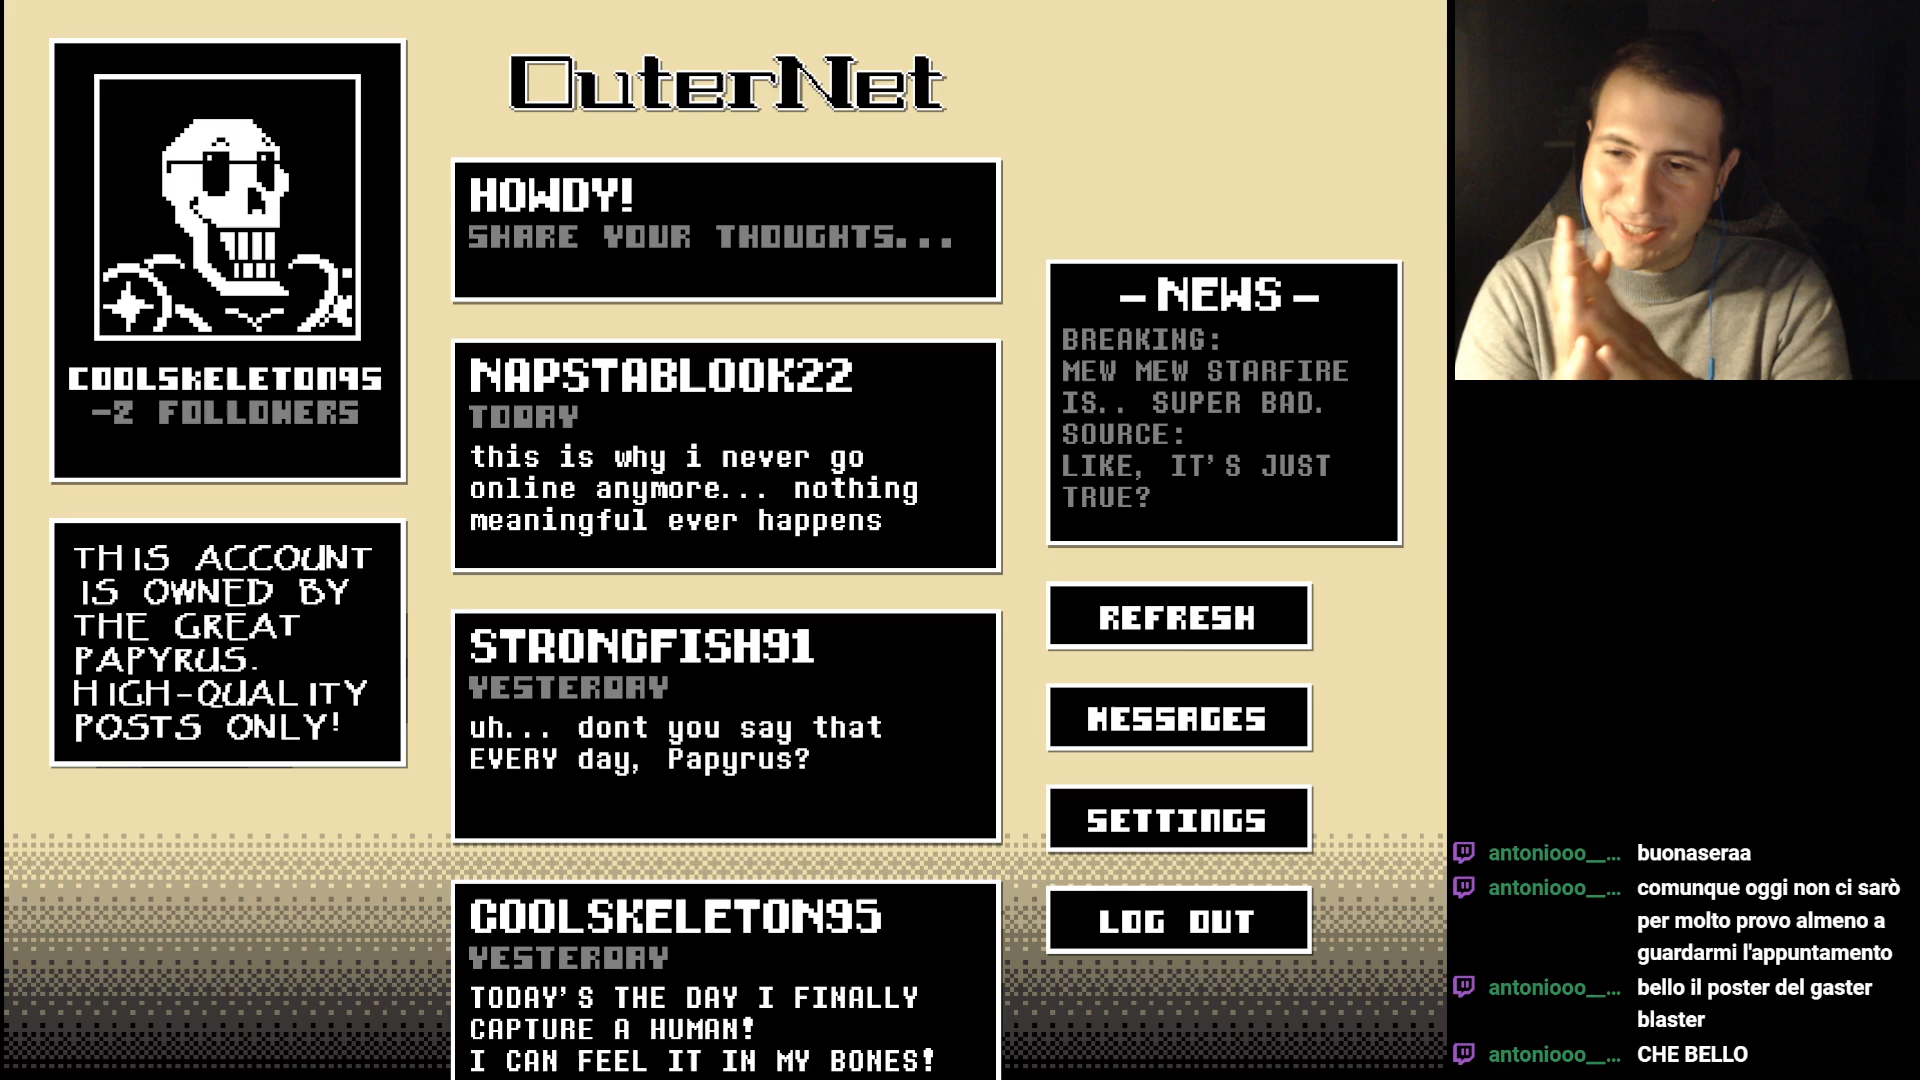 OuterNet
COOLSKELETON95
-2 FOLLOWERS
THIS ACCOUNT
IS OWNED BY
THE GREAT
PAPYRUS.
HIGH-QUALITY
POSTS ONLY!
HOWDY!
SHARE YOUR THOUGHTS...
NAPSTABLOOK22
TODAY
this is why i never go
online anymore... nothing
meaningful ever happens
STRONGFISH91
YESTERDAY
uh... dont you say that
EVERY day, Papyrus?
COOLSKELETON95
YESTERDAY
TODAY'S THE DAY I FINALLY
CAPTURE A HUMAN!
I CAN FEEL IT IN MY BONES!
- NEWS -
BREAKING:
MEW MEW STARFIRE
IS.. SUPER BAD.
SOURCE:
LIKE, IT'S JUST
TRUE?
REFRESH
MESSAGES
SETTINGS
LOG OUT
antoniooo__... buonaseraa
antoniooo__... comunque oggi non ci sarò
per molto provo almeno a
guardarmi l'appuntamento
antoniooo__... bello il poster del gaster
blaster
antoniooo__... CHE BELLO